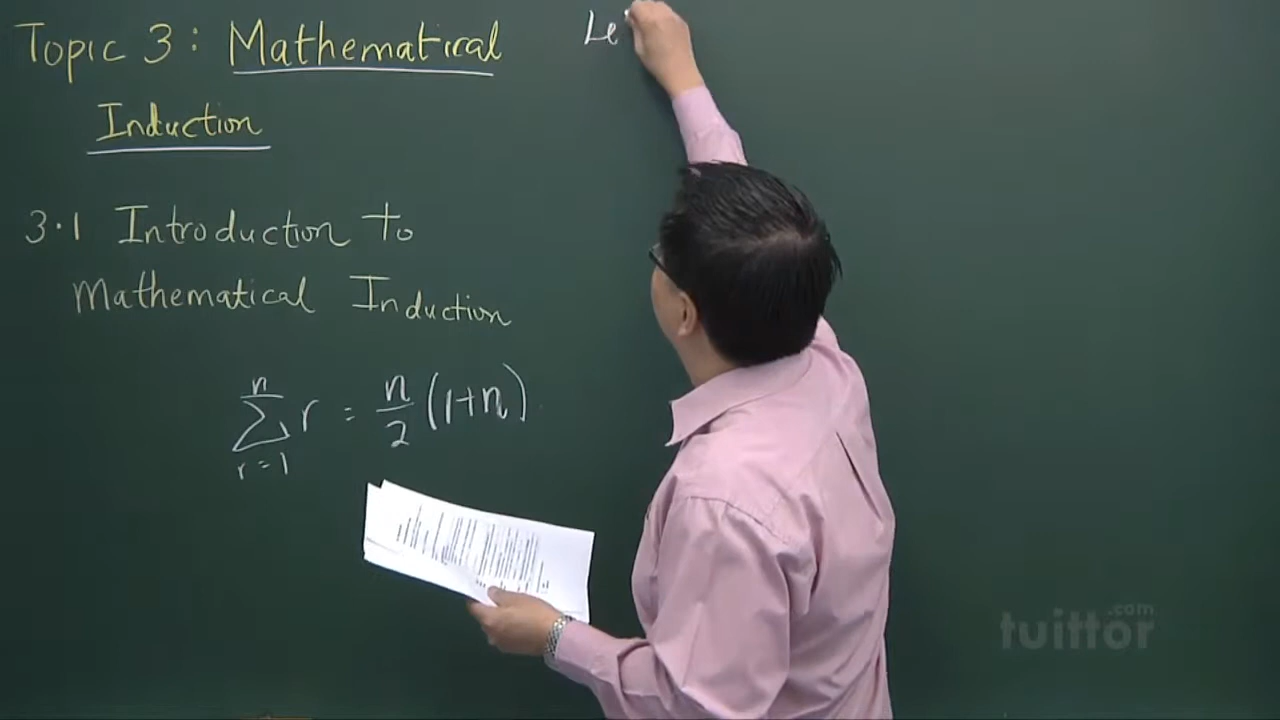 Topic 3: Mathematical
Induction
3.1 Introduction to
Mathematical Induction
n
∑ r = n/2 (1+n)
r=1
Le
tuittor.com